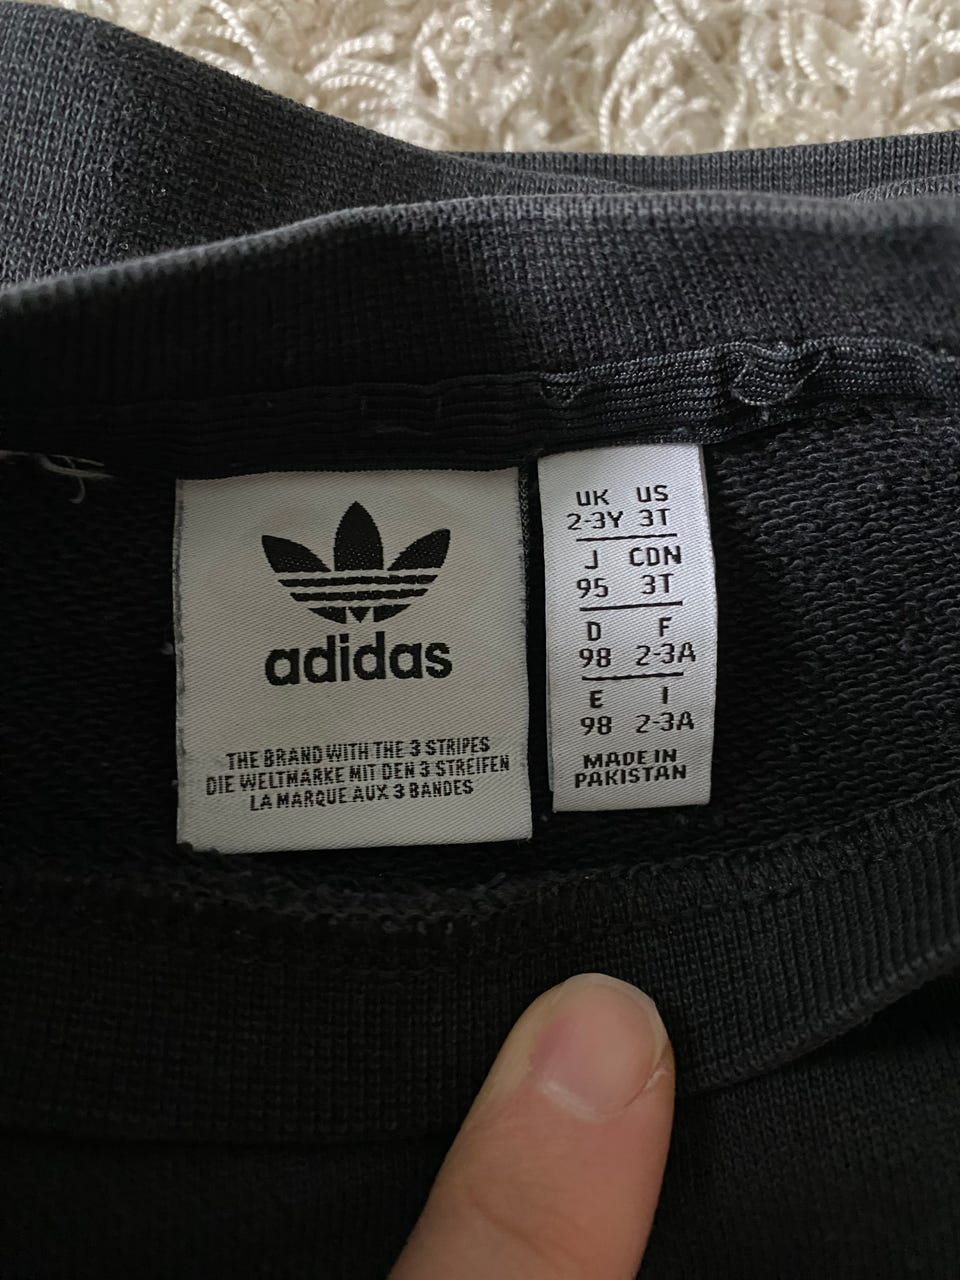 adidas
THE BRAND WITH THE 3 STRIPES
DIE WELTMARKE MIT DEN 3 STREIFEN
LA MARQUE AUX 3 BANDES
UK US
2-3Y 3T
J CDN
95 3T
D F
98 2-3A
E I
98 2-3A
MADE IN
PAKISTAN